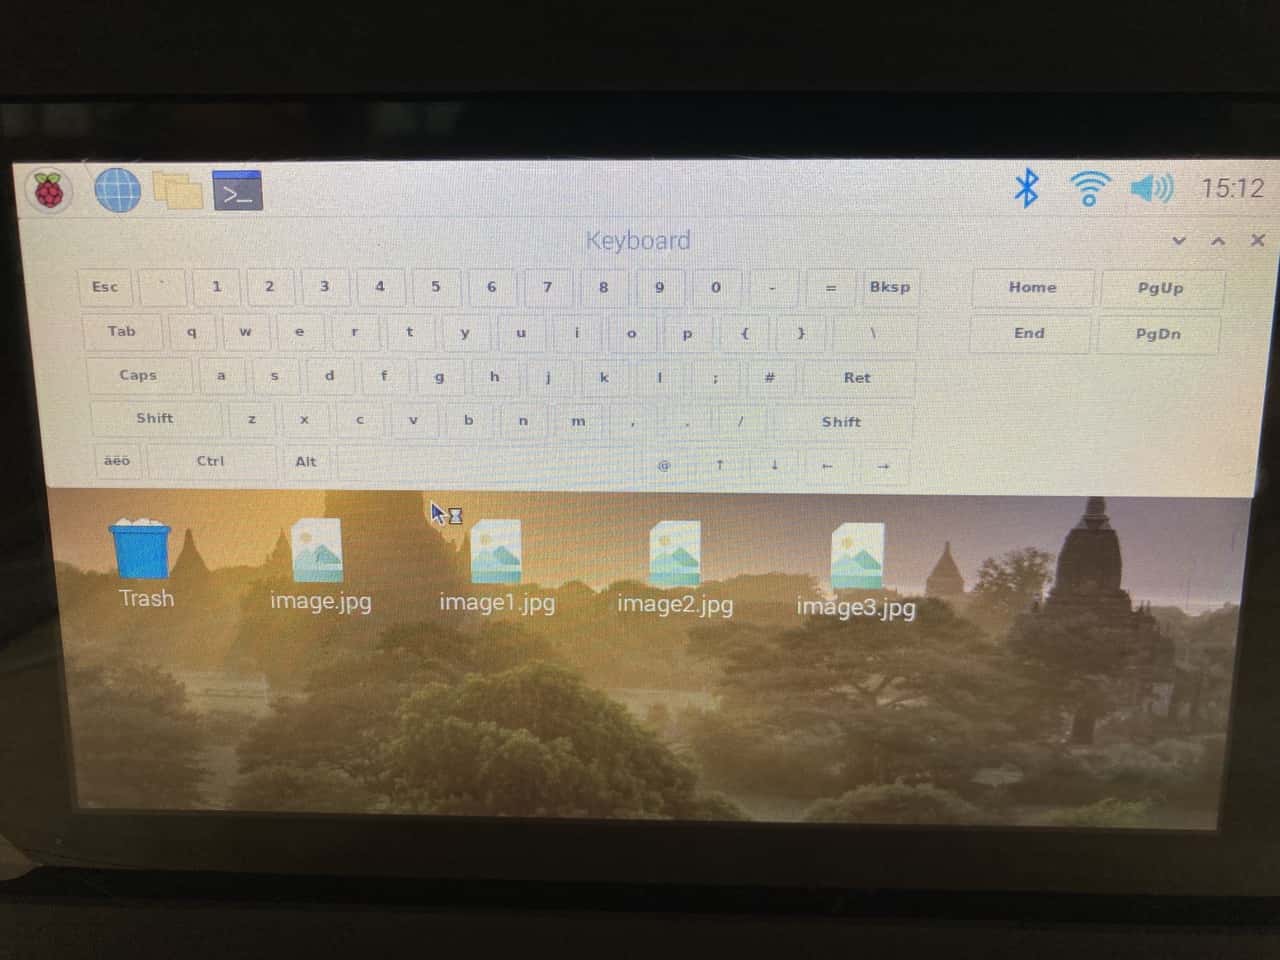 >_ 15:12
Keyboard
Esc ` 1 2 3 4 5 6 7 8 9 0 - = Bksp Home PgUp
Tab q w e r t y u i o p { } \ End PgDn
Caps a s d f g h j k l ; # Ret
Shift z x c v b n m , . / Shift
äëö Ctrl Alt @ ↑ ↓ ← →
Trash image.jpg image1.jpg image2.jpg image3.jpg